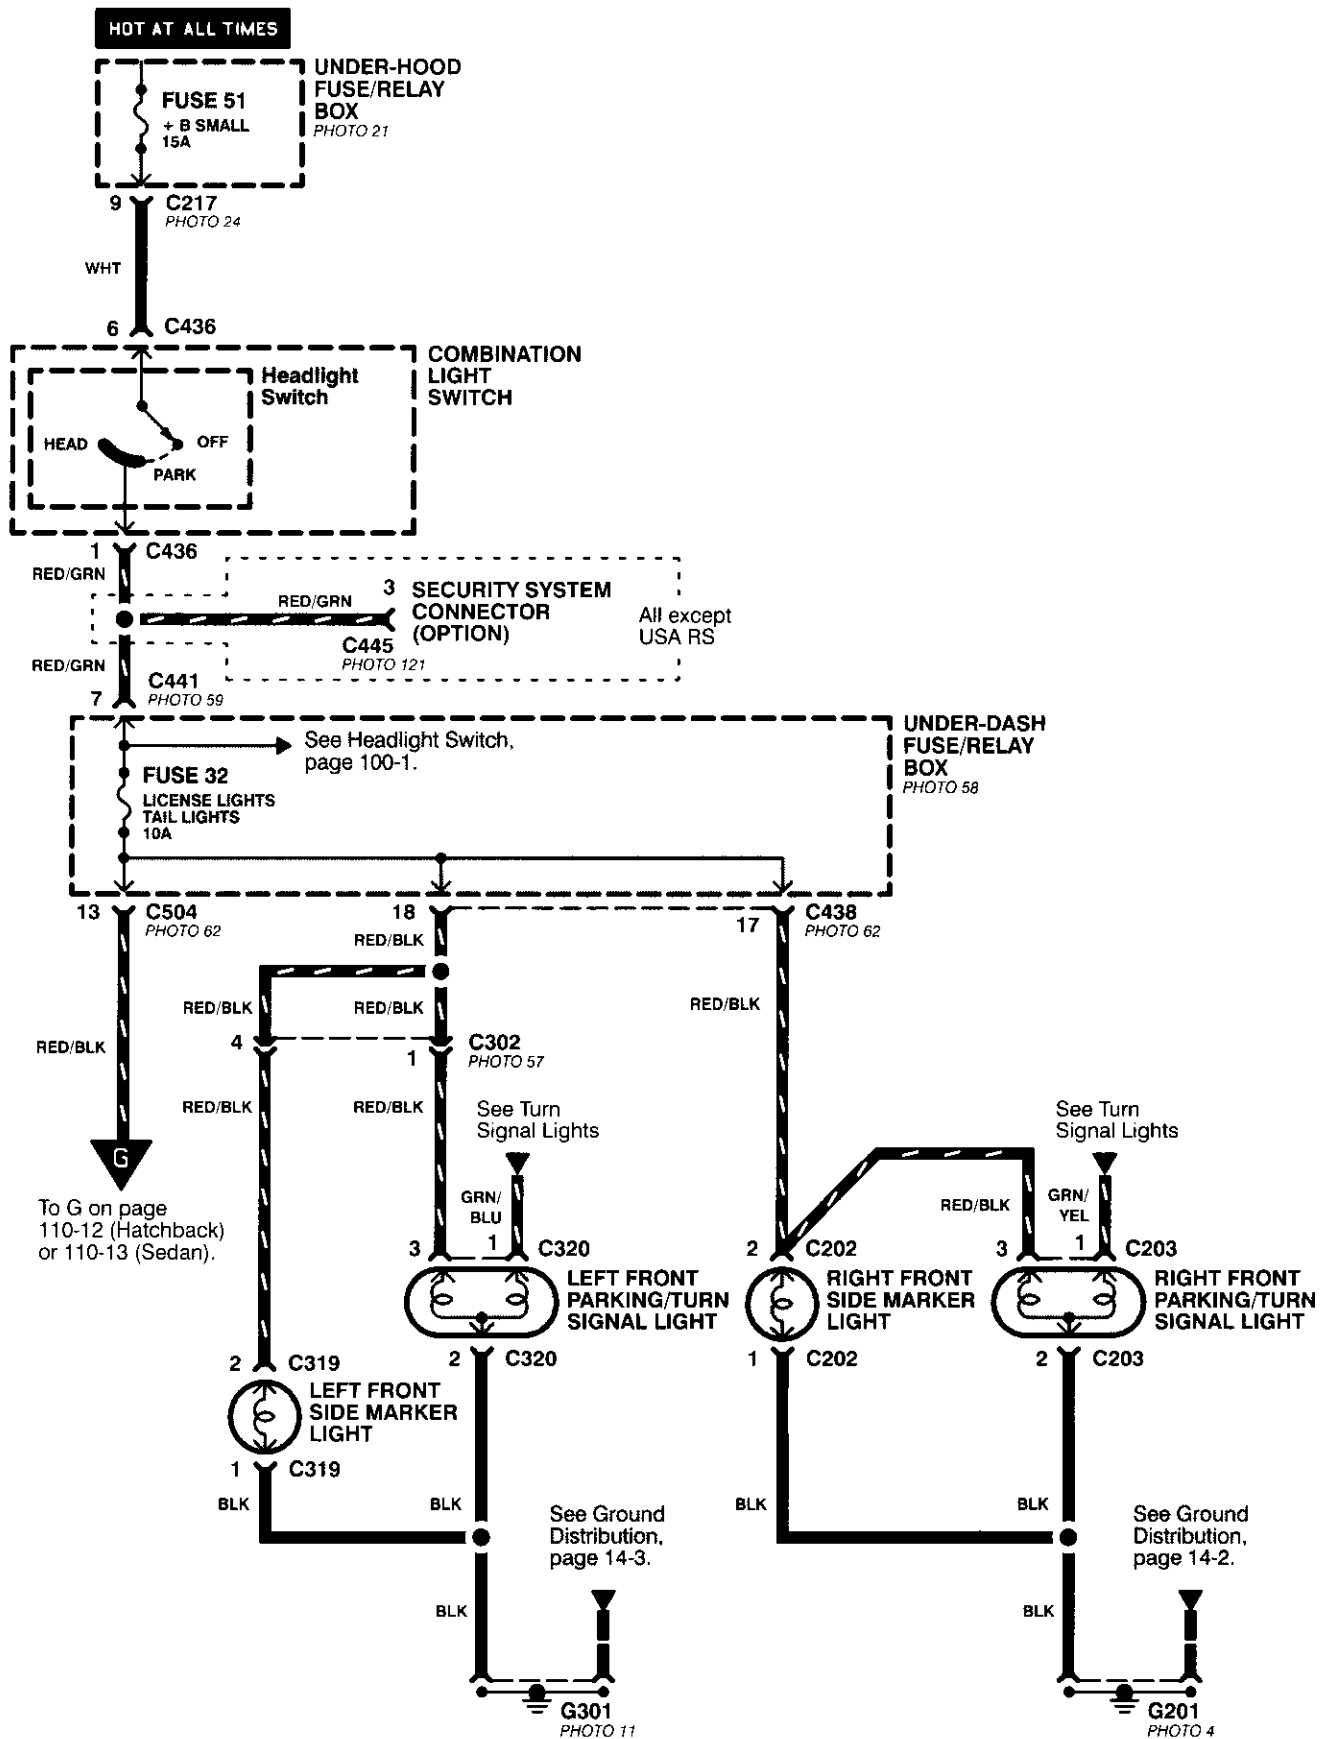 HOT AT ALL TIMES
UNDER-HOOD
FUSE/RELAY
BOX
PHOTO 21
FUSE 51
+ B SMALL
15A
9
C217
PHOTO 24
WHT
6
C436
COMBINATION
LIGHT
SWITCH
Headlight
Switch
HEAD
OFF
PARK
1
C436
RED/GRN
RED/GRN
3
SECURITY SYSTEM
CONNECTOR
(OPTION)
C445
PHOTO 121
All except
USA RS
RED/GRN
C441
7
PHOTO 59
UNDER-DASH
FUSE/RELAY
BOX
PHOTO 58
See Headlight Switch,
page 100-1.
FUSE 32
LICENSE LIGHTS
TAIL LIGHTS
10A
13
C504
PHOTO 62
18
17
C438
PHOTO 62
RED/BLK
RED/BLK
RED/BLK
RED/BLK
RED/BLK
4
1
C302
PHOTO 57
RED/BLK
RED/BLK
See Turn
Signal Lights
See Turn
Signal Lights
G
To G on page
110-12 (Hatchback)
or 110-13 (Sedan).
GRN/
BLU
RED/BLK
GRN/
YEL
3
1
C320
2
C202
3
1
C203
LEFT FRONT
PARKING/TURN
SIGNAL LIGHT
RIGHT FRONT
SIDE MARKER
LIGHT
RIGHT FRONT
PARKING/TURN
SIGNAL LIGHT
2
C320
1
C202
2
C203
2
C319
LEFT FRONT
SIDE MARKER
LIGHT
1
C319
BLK
BLK
BLK
BLK
See Ground
Distribution,
page 14-3.
See Ground
Distribution,
page 14-2.
BLK
BLK
G301
PHOTO 11
G201
PHOTO 4